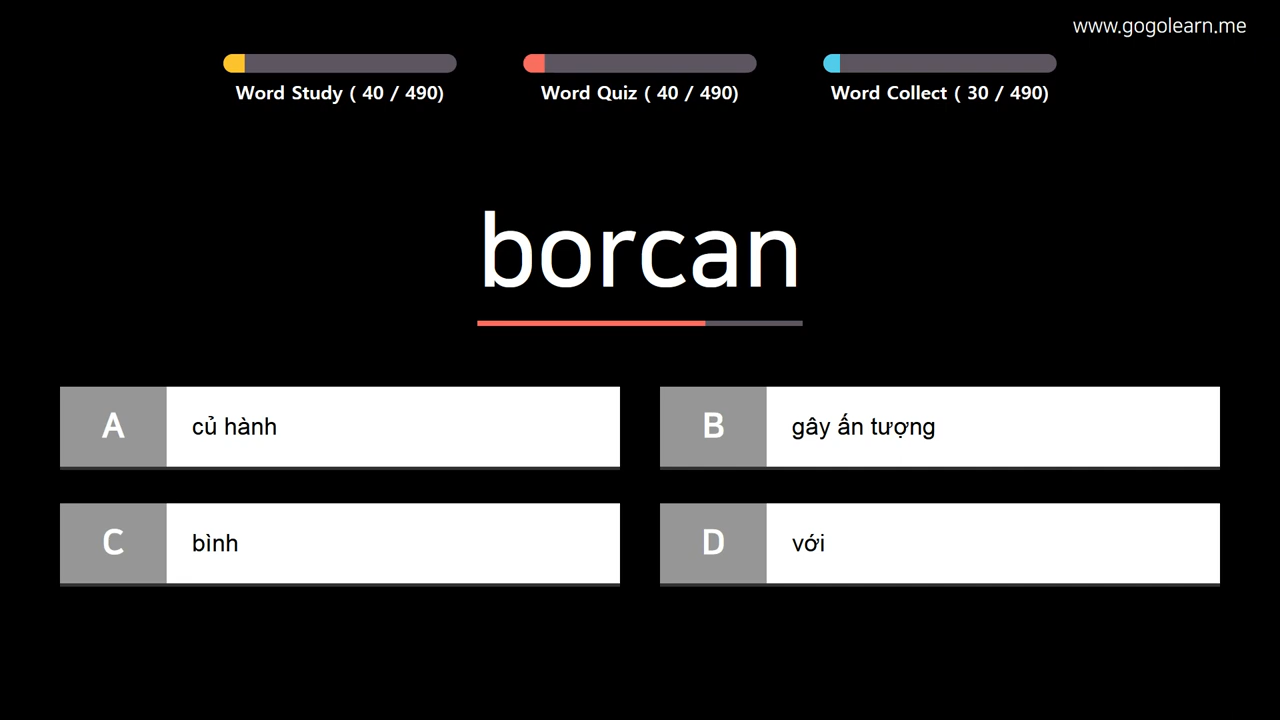 www.gogolearn.me
Word Study ( 40 / 490)
Word Quiz ( 40 / 490)
Word Collect ( 30 / 490)
borcan
A
củ hành
B
gây ấn tượng
C
bình
D
với